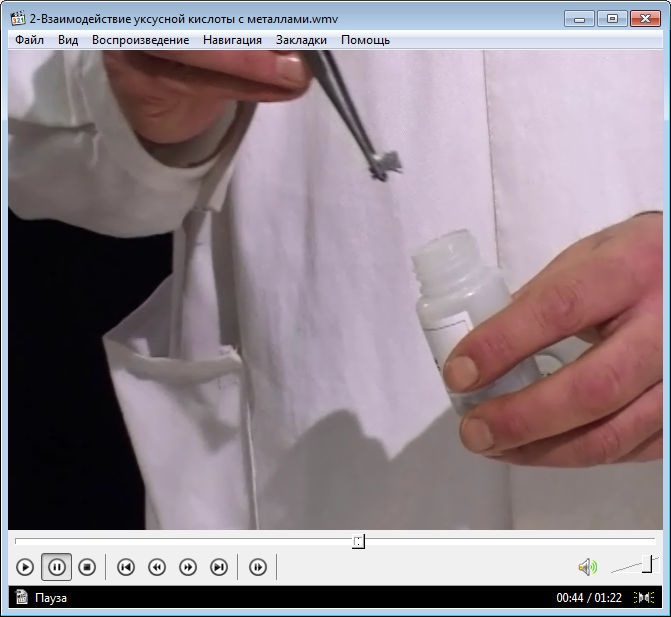 2-Взаимодействие уксусной кислоты с металлами.wmv
Файл Вид Воспроизведение Навигация Закладки Помощь
Пауза
00:44 / 01:22